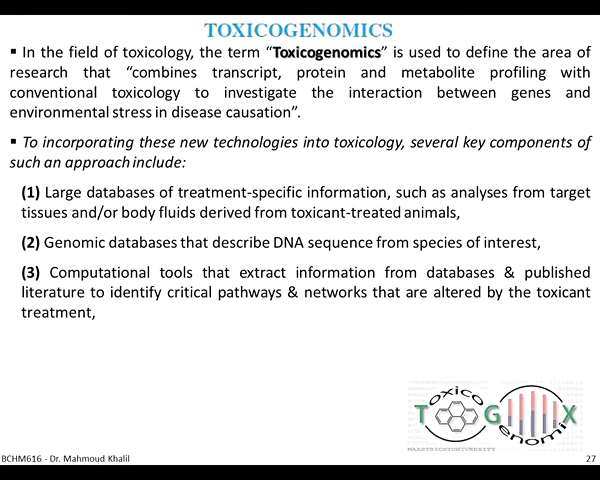 TOXICOGENOMICS
▪ In the field of toxicology, the term “Toxicogenomics” is used to define the area of
research that “combines transcript, protein and metabolite profiling with
conventional toxicology to investigate the interaction between genes and
environmental stress in disease causation”.
▪ To incorporating these new technologies into toxicology, several key components of
such an approach include:
(1) Large databases of treatment-specific information, such as analyses from target
tissues and/or body fluids derived from toxicant-treated animals,
(2) Genomic databases that describe DNA sequence from species of interest,
(3) Computational tools that extract information from databases & published
literature to identify critical pathways & networks that are altered by the toxicant
treatment,
oxico
T G X
enomi
MAASTRICHTUNIVERSITY
BCHM616 - Dr. Mahmoud Khalil
27